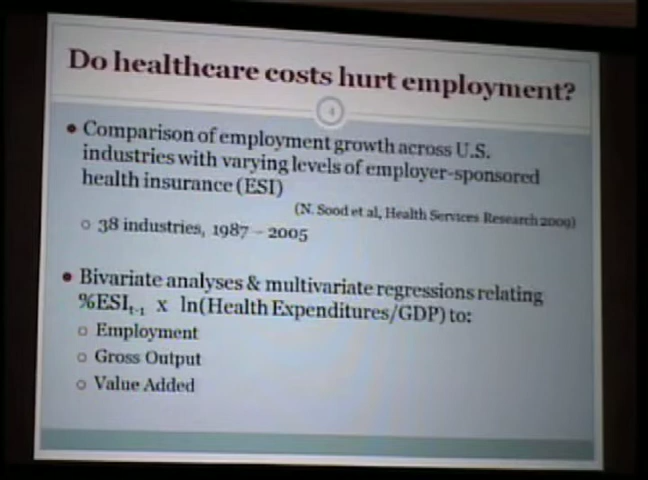 Do healthcare costs hurt employment?
4
• Comparison of employment growth across U.S.
industries with varying levels of employer-sponsored
health insurance (ESI)
(N. Sood et al, Health Services Research 2009)
○ 38 industries, 1987 – 2005
• Bivariate analyses & multivariate regressions relating
%ESIₜ₋₁ x ln(Health Expenditures/GDP) to:
○ Employment
○ Gross Output
○ Value Added